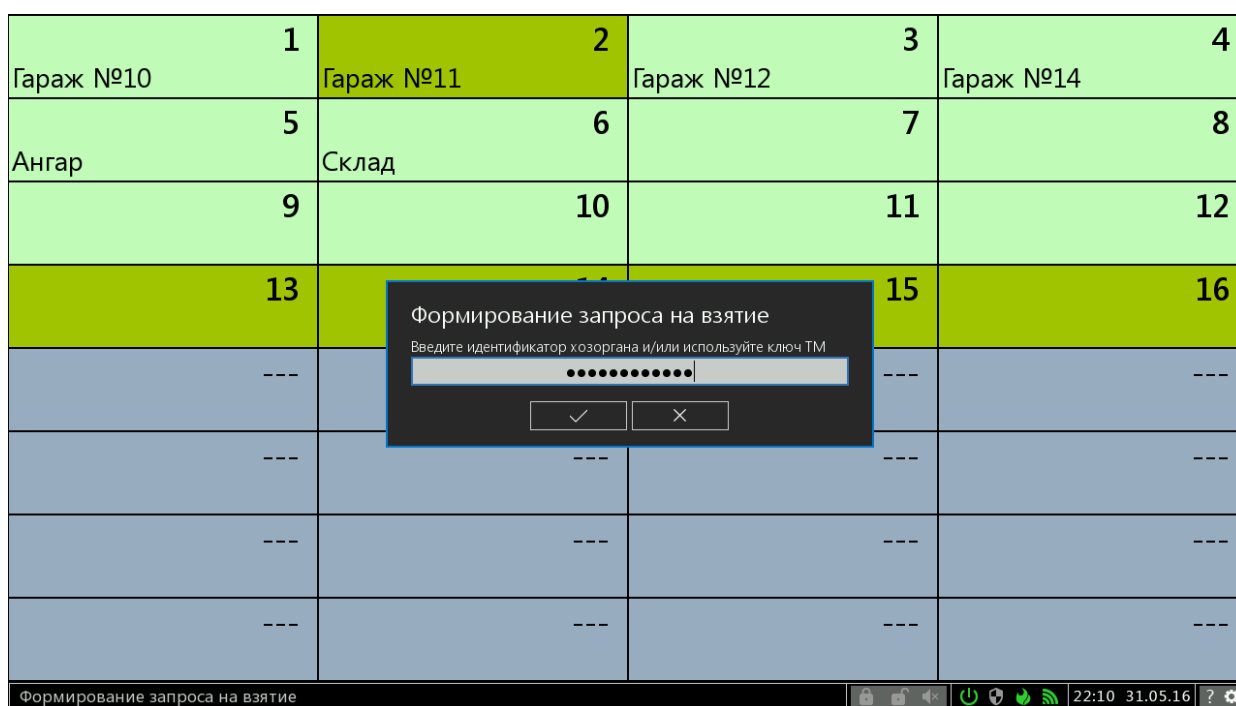 1 2 3 4
Гараж №10 Гараж №11 Гараж №12 Гараж №14
5 6 7 8
Ангар Склад
9 10 11 12
13 15 16
Формирование запроса на взятие
Введите идентификатор хозоргана и/или используйте ключ ТМ
●●●●●●●●●●●●
--- --- ---
--- --- --- ---
--- --- --- ---
--- --- --- ---
Формирование запроса на взятие 22:10 31.05.16 ?